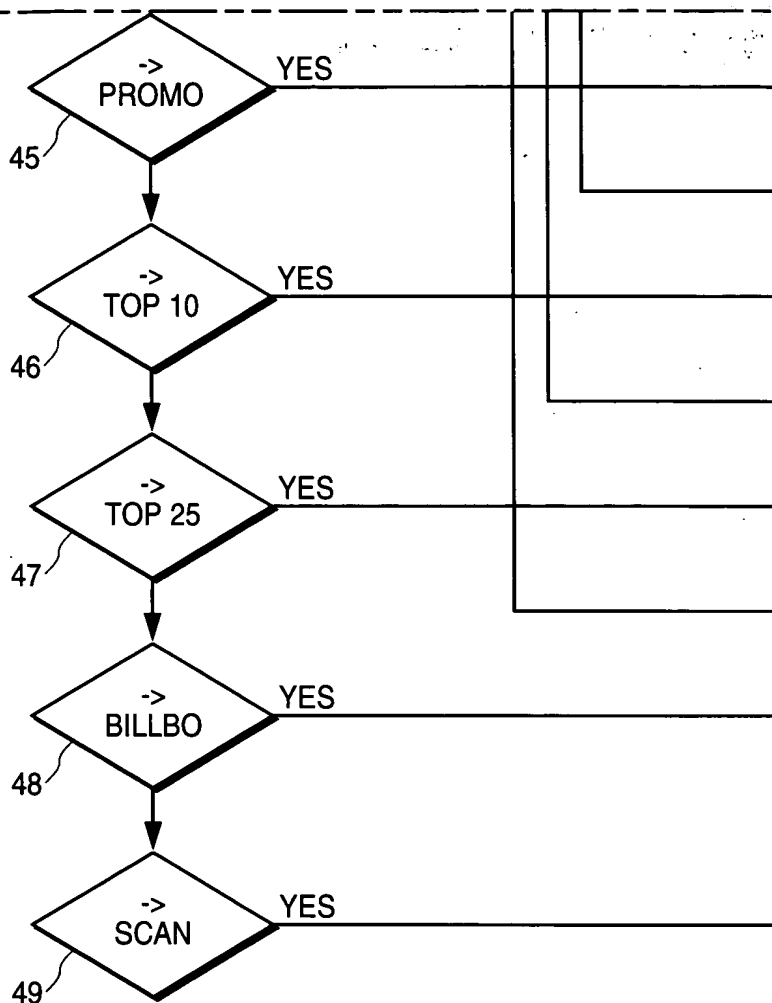 ->
PROMO
YES
45
->
TOP 10
YES
46
->
TOP 25
YES
47
->
BILLBO
YES
48
->
SCAN
YES
49